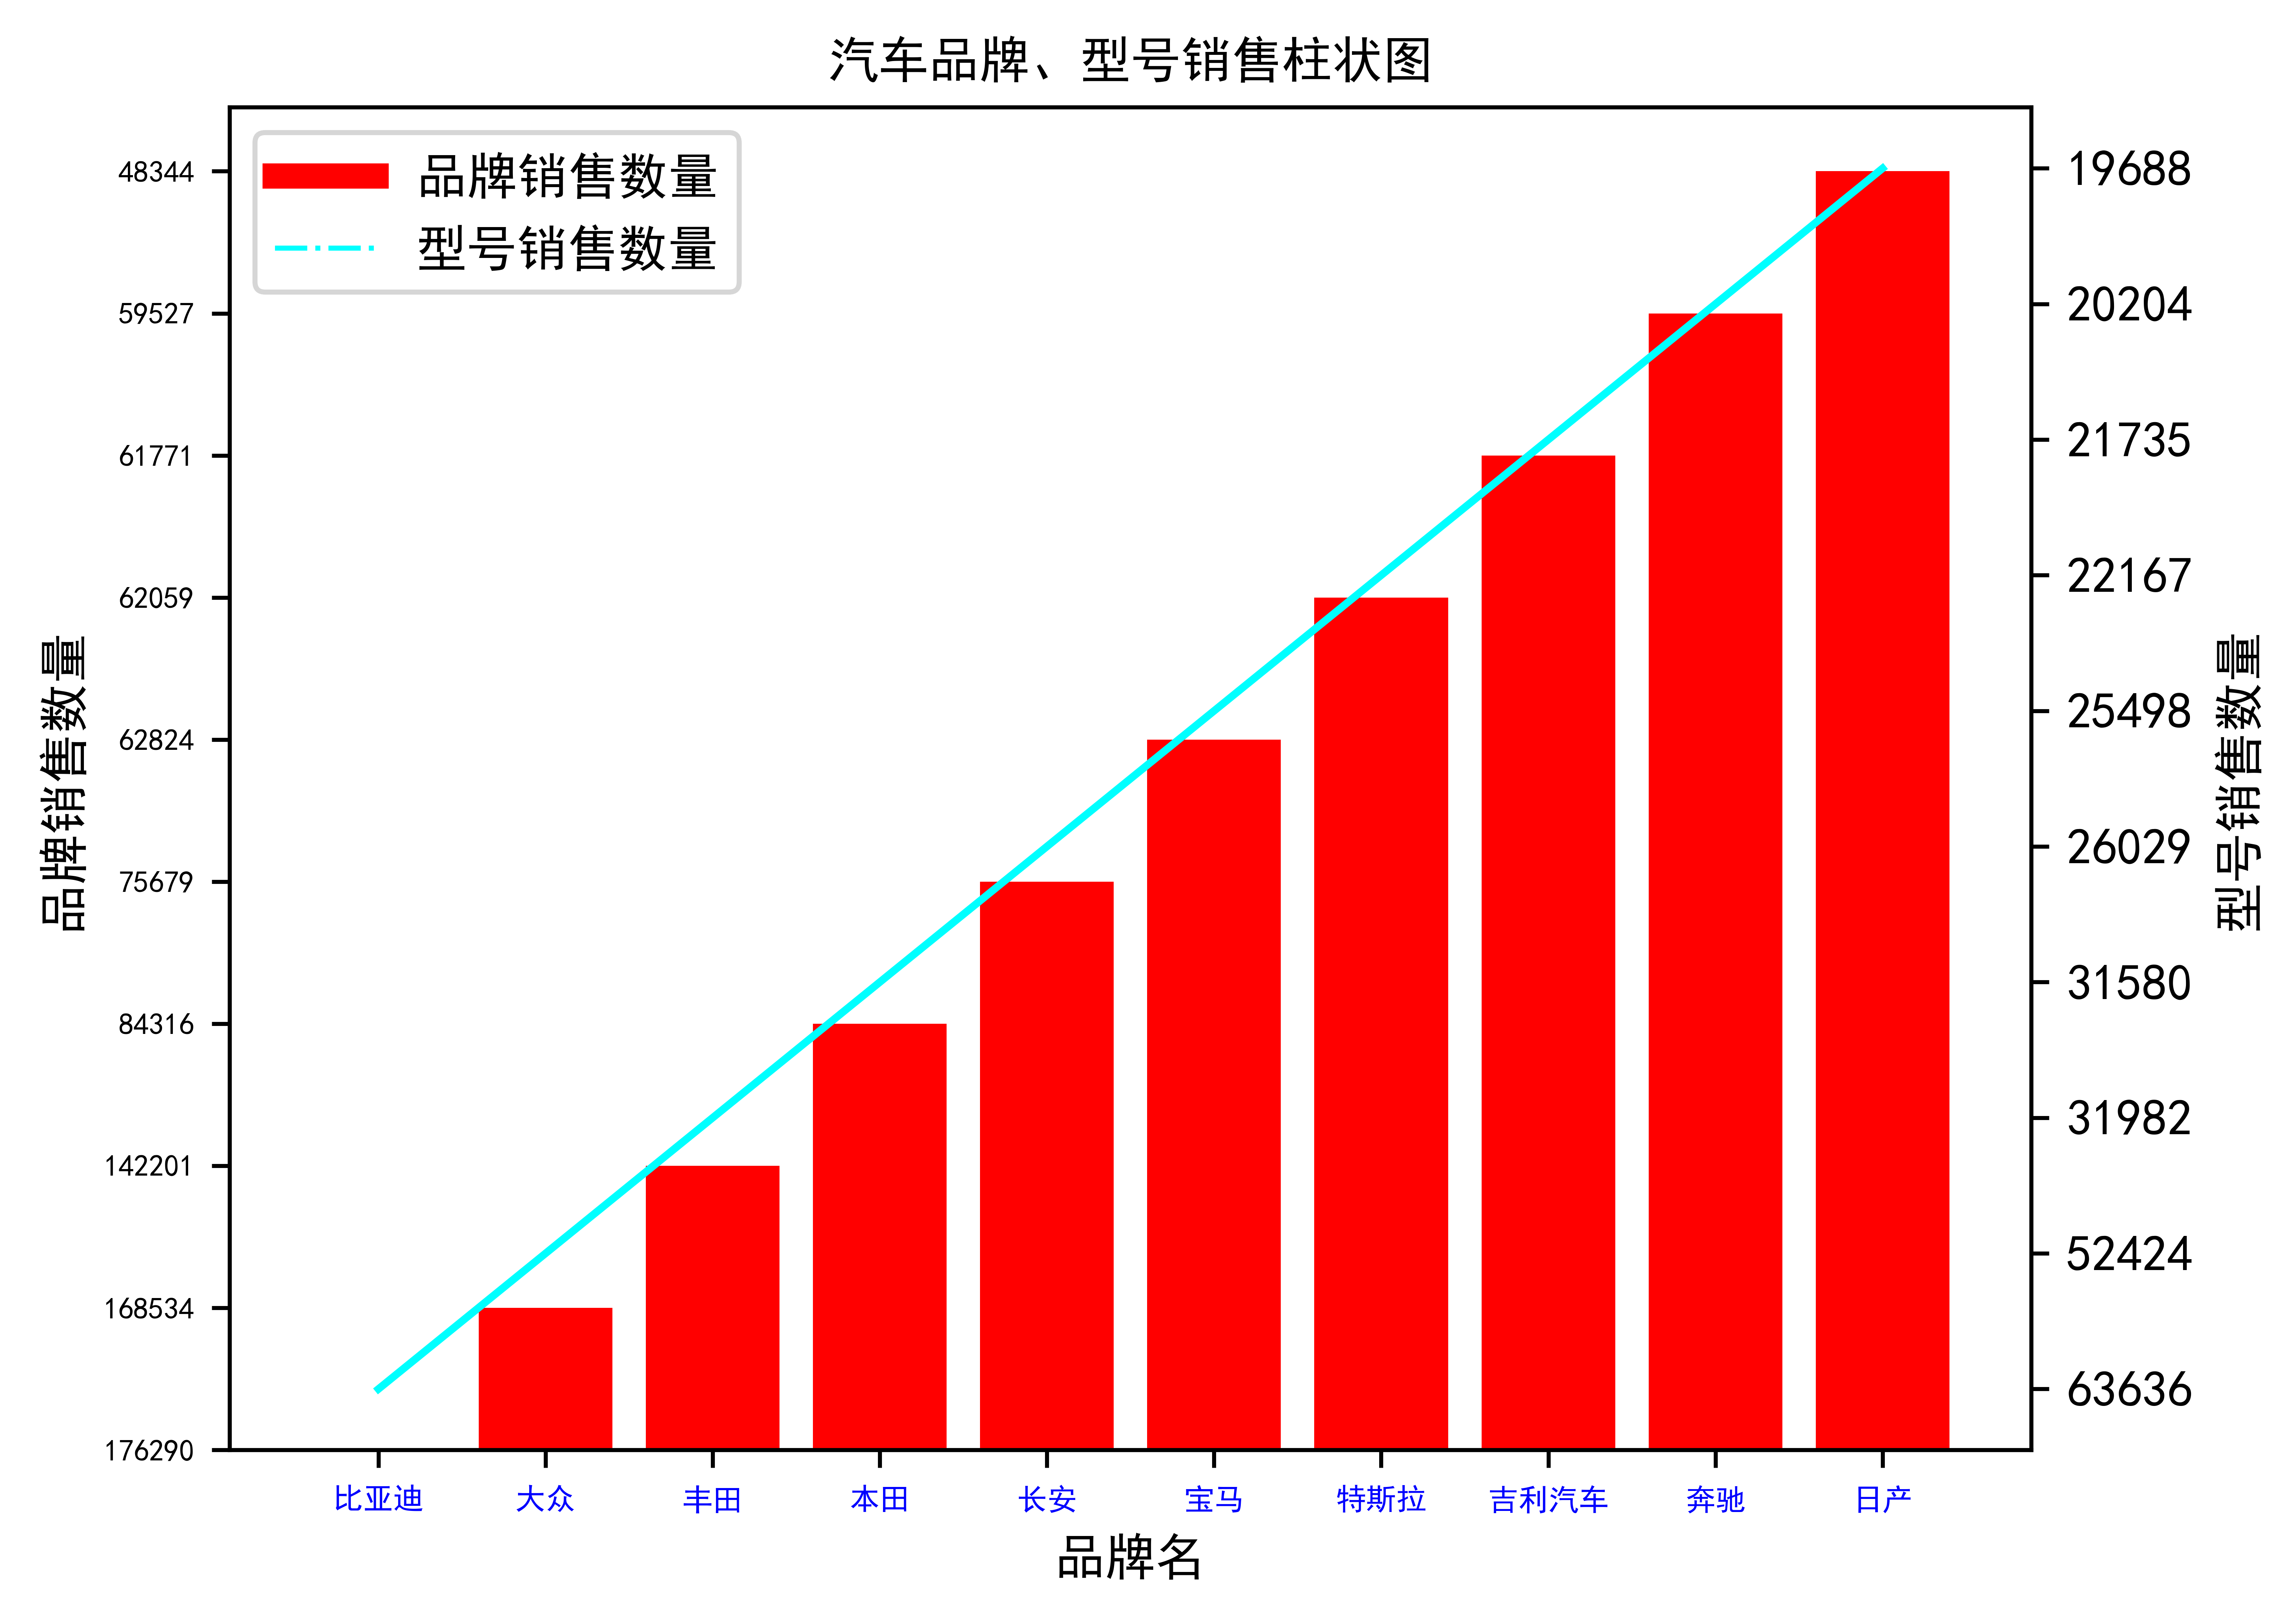 汽车品牌、型号销售柱状图
品牌销售数量
型号销售数量
品牌销售数量
48344
59527
61771
62059
62824
75679
84316
142201
168534
176290
19688
20204
21735
22167
25498
26029
31580
31982
52424
63636
型号销售数量
比亚迪 大众 丰田 本田 长安 宝马 特斯拉 吉利汽车 奔驰 日产
品牌名